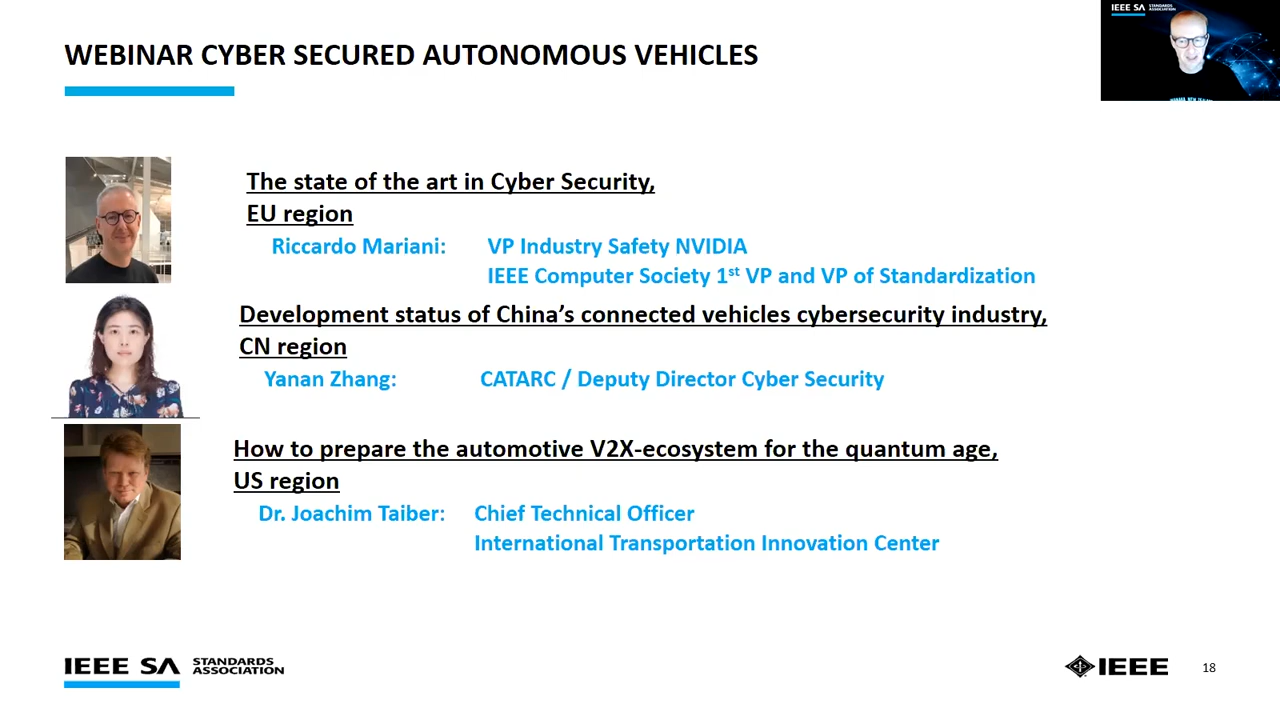 WEBINAR CYBER SECURED AUTONOMOUS VEHICLES
IEEE SA STANDARDS ASSOCIATION
The state of the art in Cyber Security,
EU region
Riccardo Mariani: VP Industry Safety NVIDIA
IEEE Computer Society 1st VP and VP of Standardization
Development status of China’s connected vehicles cybersecurity industry,
CN region
Yanan Zhang: CATARC / Deputy Director Cyber Security
How to prepare the automotive V2X-ecosystem for the quantum age,
US region
Dr. Joachim Taiber: Chief Technical Officer
International Transportation Innovation Center
IEEE SA STANDARDS ASSOCIATION
IEEE 18